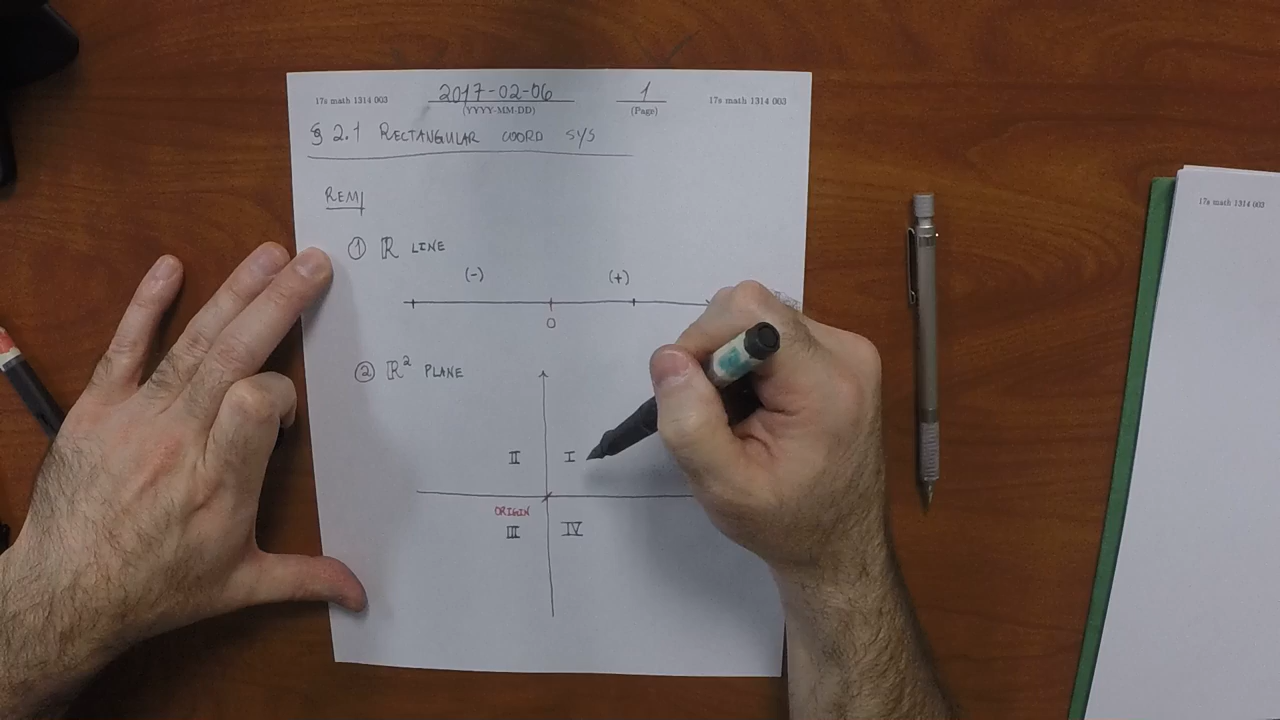 17s math 1314 003 2017-02-06 1 17s math 1314 003
(YYYY-MM-DD) (Page)
§ 2.1 RECTANGULAR COORD SYS
REM
① ℝ LINE
(-) (+)
0
② ℝ² PLANE
II I
ORIGIN
III IV
17s math 1314 003